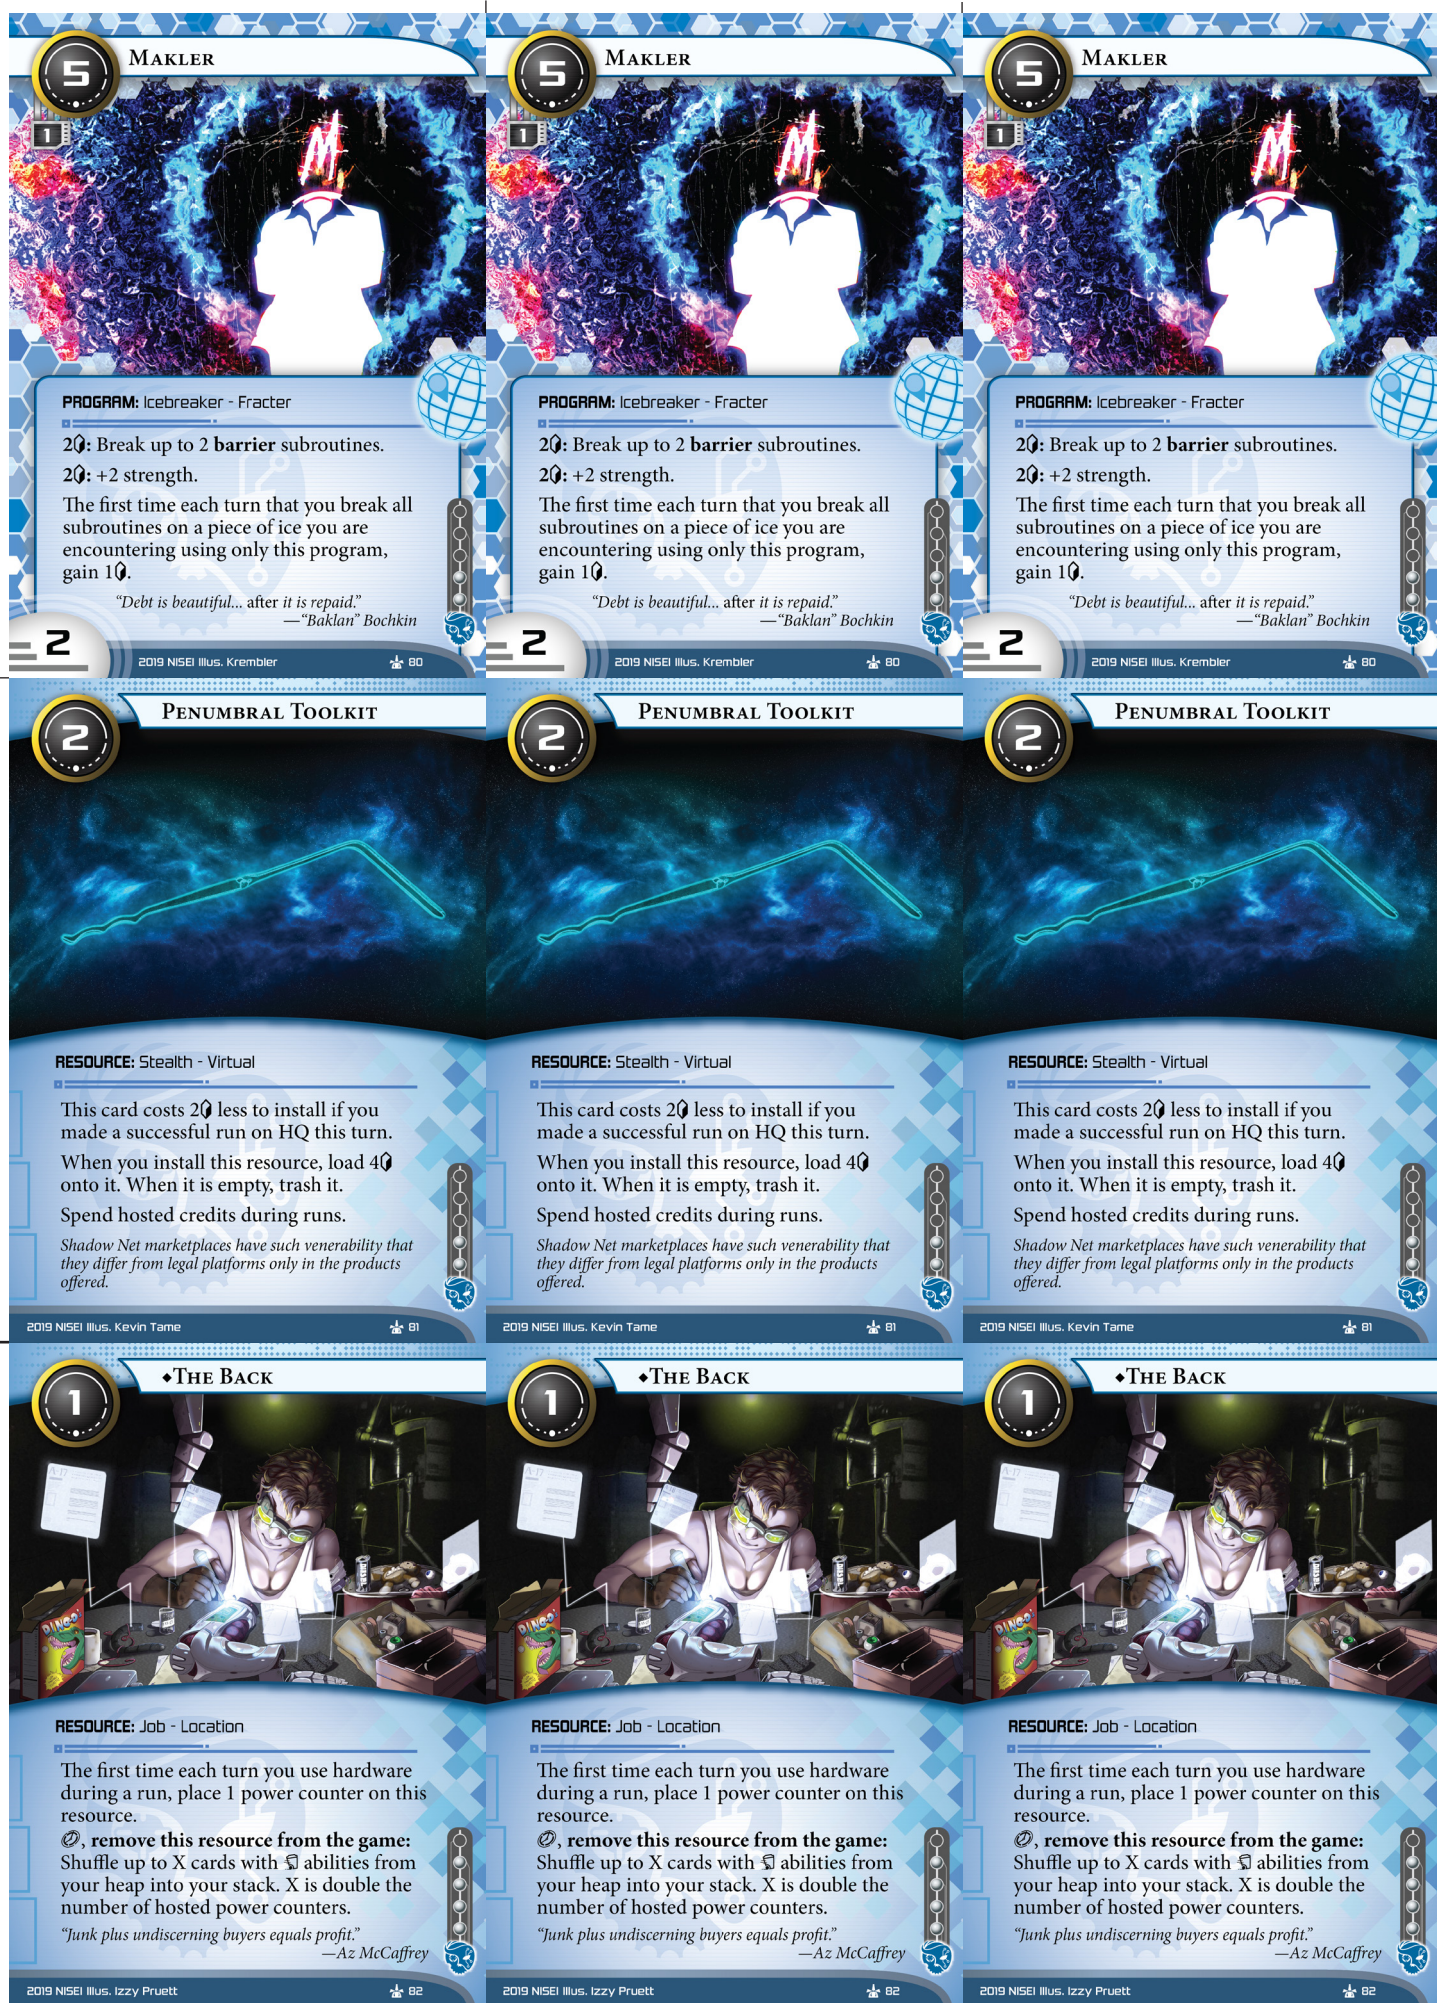 5 MAKLER
1
M
PROGRAM: Icebreaker - Fracter
2: Break up to 2 barrier subroutines.
2: +2 strength.
The first time each turn that you break all
subroutines on a piece of ice you are
encountering using only this program,
gain 1.
“Debt is beautiful... after it is repaid.”
—“Baklan” Bochkin
2
2019 NISEI Illus. Krembler 80
5 MAKLER
1
M
PROGRAM: Icebreaker - Fracter
2: Break up to 2 barrier subroutines.
2: +2 strength.
The first time each turn that you break all
subroutines on a piece of ice you are
encountering using only this program,
gain 1.
“Debt is beautiful... after it is repaid.”
—“Baklan” Bochkin
2
2019 NISEI Illus. Krembler 80
5 MAKLER
1
M
PROGRAM: Icebreaker - Fracter
2: Break up to 2 barrier subroutines.
2: +2 strength.
The first time each turn that you break all
subroutines on a piece of ice you are
encountering using only this program,
gain 1.
“Debt is beautiful... after it is repaid.”
—“Baklan” Bochkin
2
2019 NISEI Illus. Krembler 80
2 PENUMBRAL TOOLKIT
RESOURCE: Stealth - Virtual
This card costs 2 less to install if you
made a successful run on HQ this turn.
When you install this resource, load 4
onto it. When it is empty, trash it.
Spend hosted credits during runs.
Shadow Net marketplaces have such venerability that
they differ from legal platforms only in the products
offered.
2019 NISEI Illus. Kevin Tame 81
2 PENUMBRAL TOOLKIT
RESOURCE: Stealth - Virtual
This card costs 2 less to install if you
made a successful run on HQ this turn.
When you install this resource, load 4
onto it. When it is empty, trash it.
Spend hosted credits during runs.
Shadow Net marketplaces have such venerability that
they differ from legal platforms only in the products
offered.
2019 NISEI Illus. Kevin Tame 81
2 PENUMBRAL TOOLKIT
RESOURCE: Stealth - Virtual
This card costs 2 less to install if you
made a successful run on HQ this turn.
When you install this resource, load 4
onto it. When it is empty, trash it.
Spend hosted credits during runs.
Shadow Net marketplaces have such venerability that
they differ from legal platforms only in the products
offered.
2019 NISEI Illus. Kevin Tame 81
1 ◆THE BACK
A-17
DINGO
RESOURCE: Job - Location
The first time each turn you use hardware
during a run, place 1 power counter on this
resource.
, remove this resource from the game:
Shuffle up to X cards with abilities from
your heap into your stack. X is double the
number of hosted power counters.
“Junk plus undiscerning buyers equals profit.”
—Az McCaffrey
2019 NISEI Illus. Izzy Pruett 82
1 ◆THE BACK
A-17
DINGO
RESOURCE: Job - Location
The first time each turn you use hardware
during a run, place 1 power counter on this
resource.
, remove this resource from the game:
Shuffle up to X cards with abilities from
your heap into your stack. X is double the
number of hosted power counters.
“Junk plus undiscerning buyers equals profit.”
—Az McCaffrey
2019 NISEI Illus. Izzy Pruett 82
1 ◆THE BACK
A-17
DINGO
RESOURCE: Job - Location
The first time each turn you use hardware
during a run, place 1 power counter on this
resource.
, remove this resource from the game:
Shuffle up to X cards with abilities from
your heap into your stack. X is double the
number of hosted power counters.
“Junk plus undiscerning buyers equals profit.”
—Az McCaffrey
2019 NISEI Illus. Izzy Pruett 82